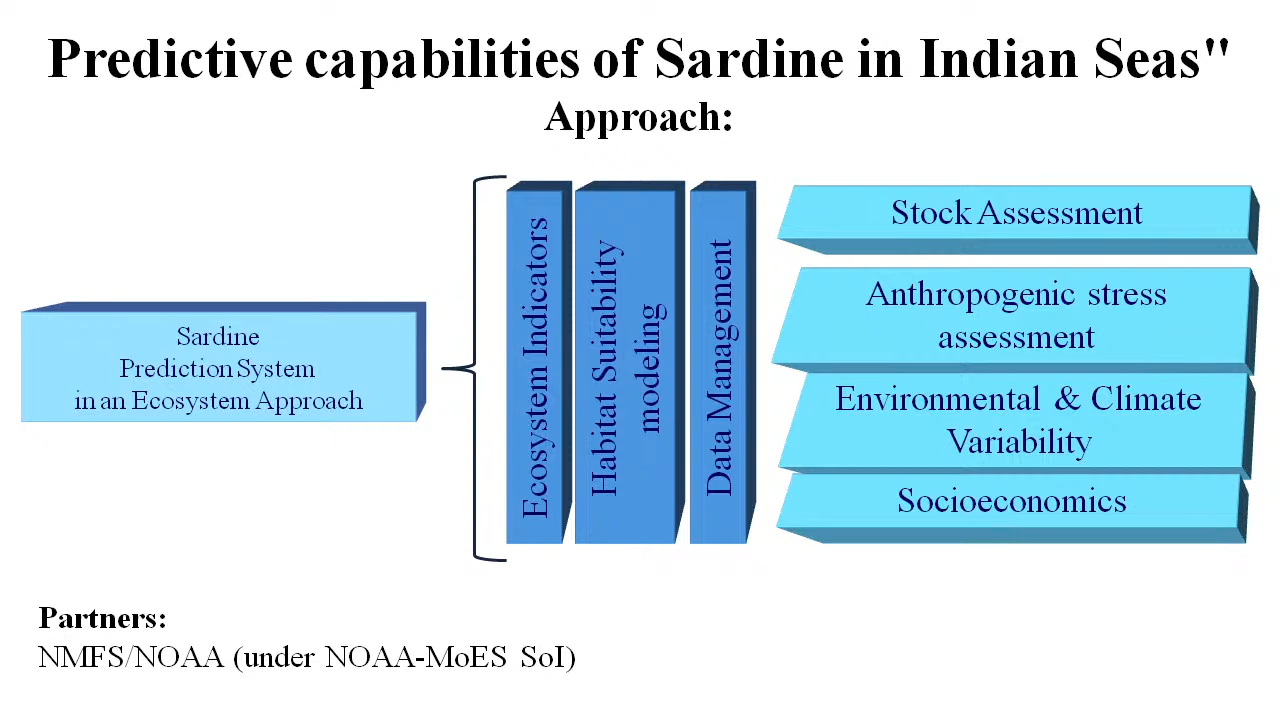 Predictive capabilities of Sardine in Indian Seas"
Approach:
Sardine
Prediction System
in an Ecosystem Approach
Ecosystem Indicators
Habitat Suitability
modeling
Data Management
Stock Assessment
Anthropogenic stress
assessment
Environmental & Climate
Variability
Socioeconomics
Partners:
NMFS/NOAA (under NOAA-MoES SoI)